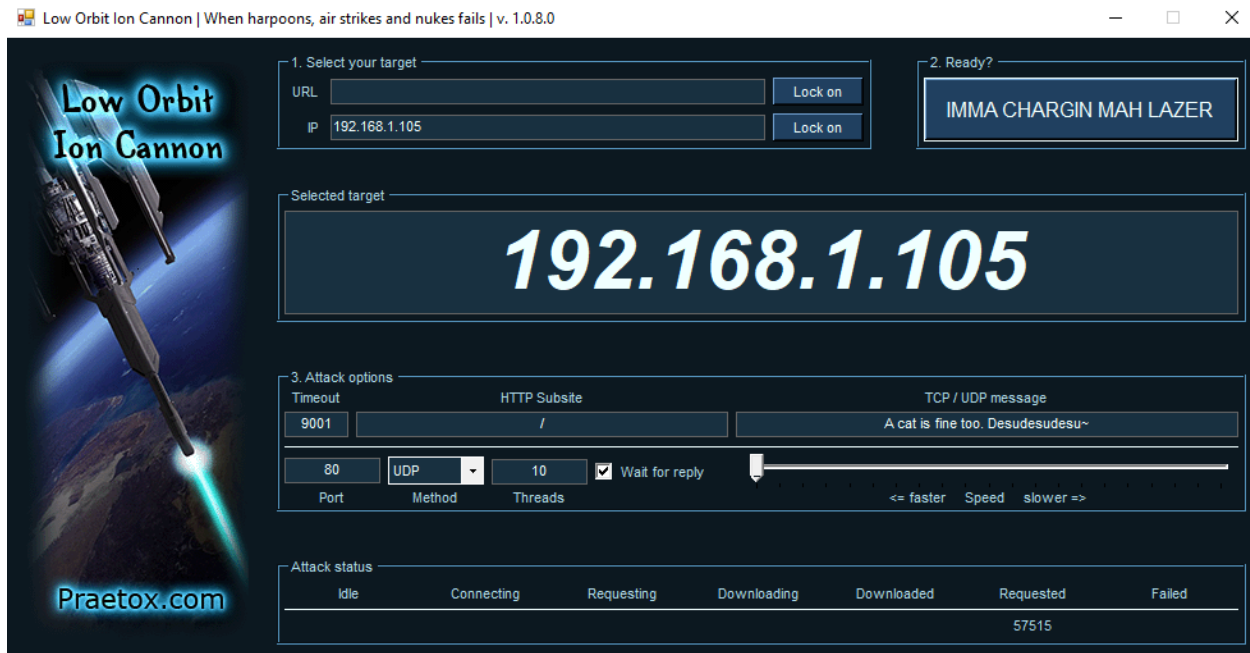 Low Orbit Ion Cannon | When harpoons, air strikes and nukes fails | v. 1.0.8.0
Low Orbit
Ion Cannon
Praetox.com
1. Select your target
URL Lock on
IP 192.168.1.105 Lock on
2. Ready?
IMMA CHARGIN MAH LAZER
Selected target
192.168.1.105
3. Attack options
Timeout HTTP Subsite TCP / UDP message
9001 / A cat is fine too. Desudesudesu~
80 UDP 10 Wait for reply
Port Method Threads <= faster Speed slower =>
Attack status
Idle Connecting Requesting Downloading Downloaded Requested Failed
57515